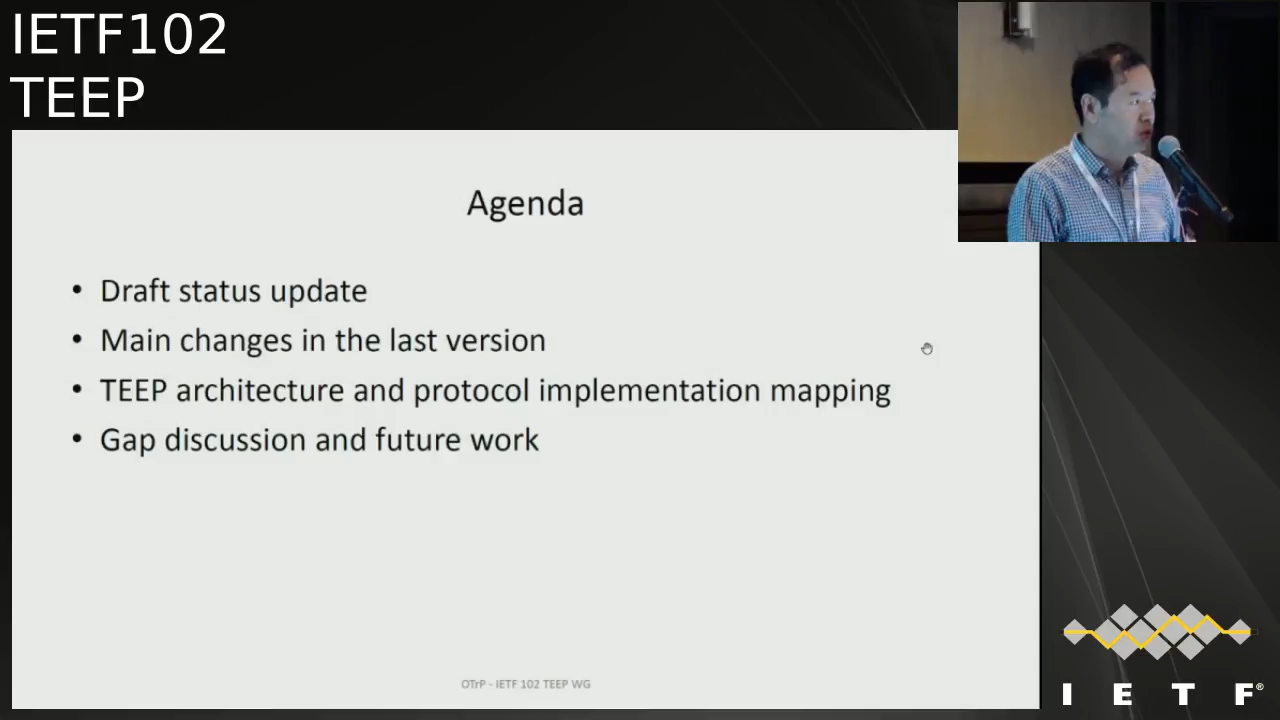 IETF102
TEEP
Agenda
• Draft status update
• Main changes in the last version
• TEEP architecture and protocol implementation mapping
• Gap discussion and future work
OTrP - IETF 102 TEEP WG
I E T F®